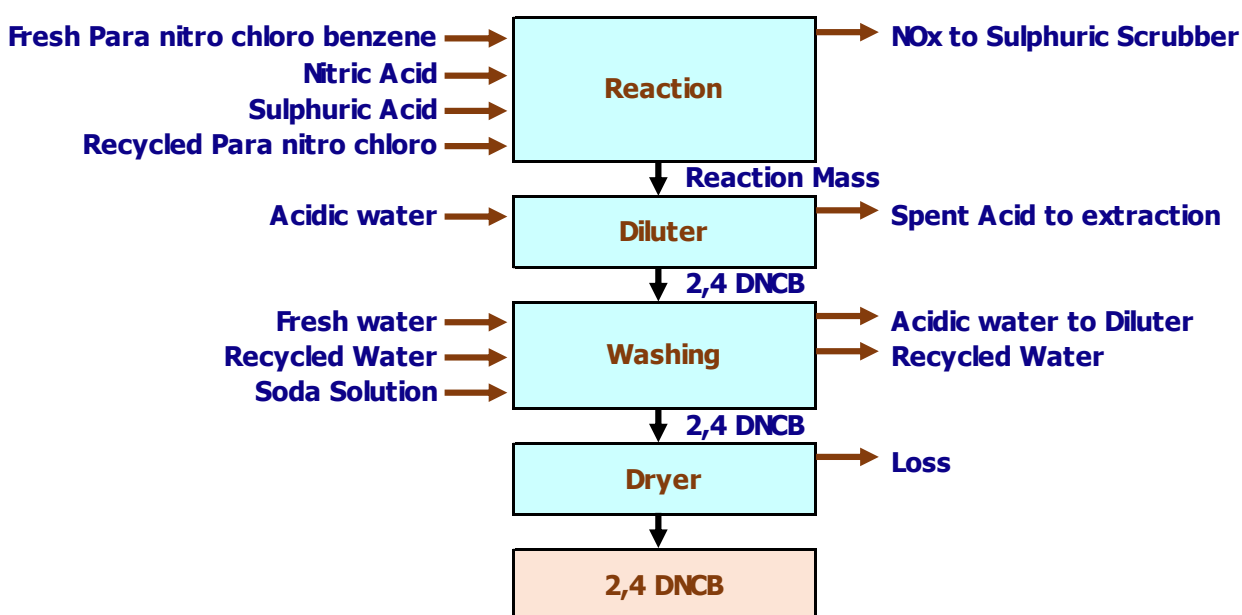 Fresh Para nitro chloro benzene
NOx to Sulphuric Scrubber
Nitric Acid
Reaction
Sulphuric Acid
Recycled Para nitro chloro
Reaction Mass
Acidic water
Diluter
Spent Acid to extraction
2,4 DNCB
Fresh water
Acidic water to Diluter
Recycled Water
Washing
Recycled Water
Soda Solution
2,4 DNCB
Loss
Dryer
2,4 DNCB